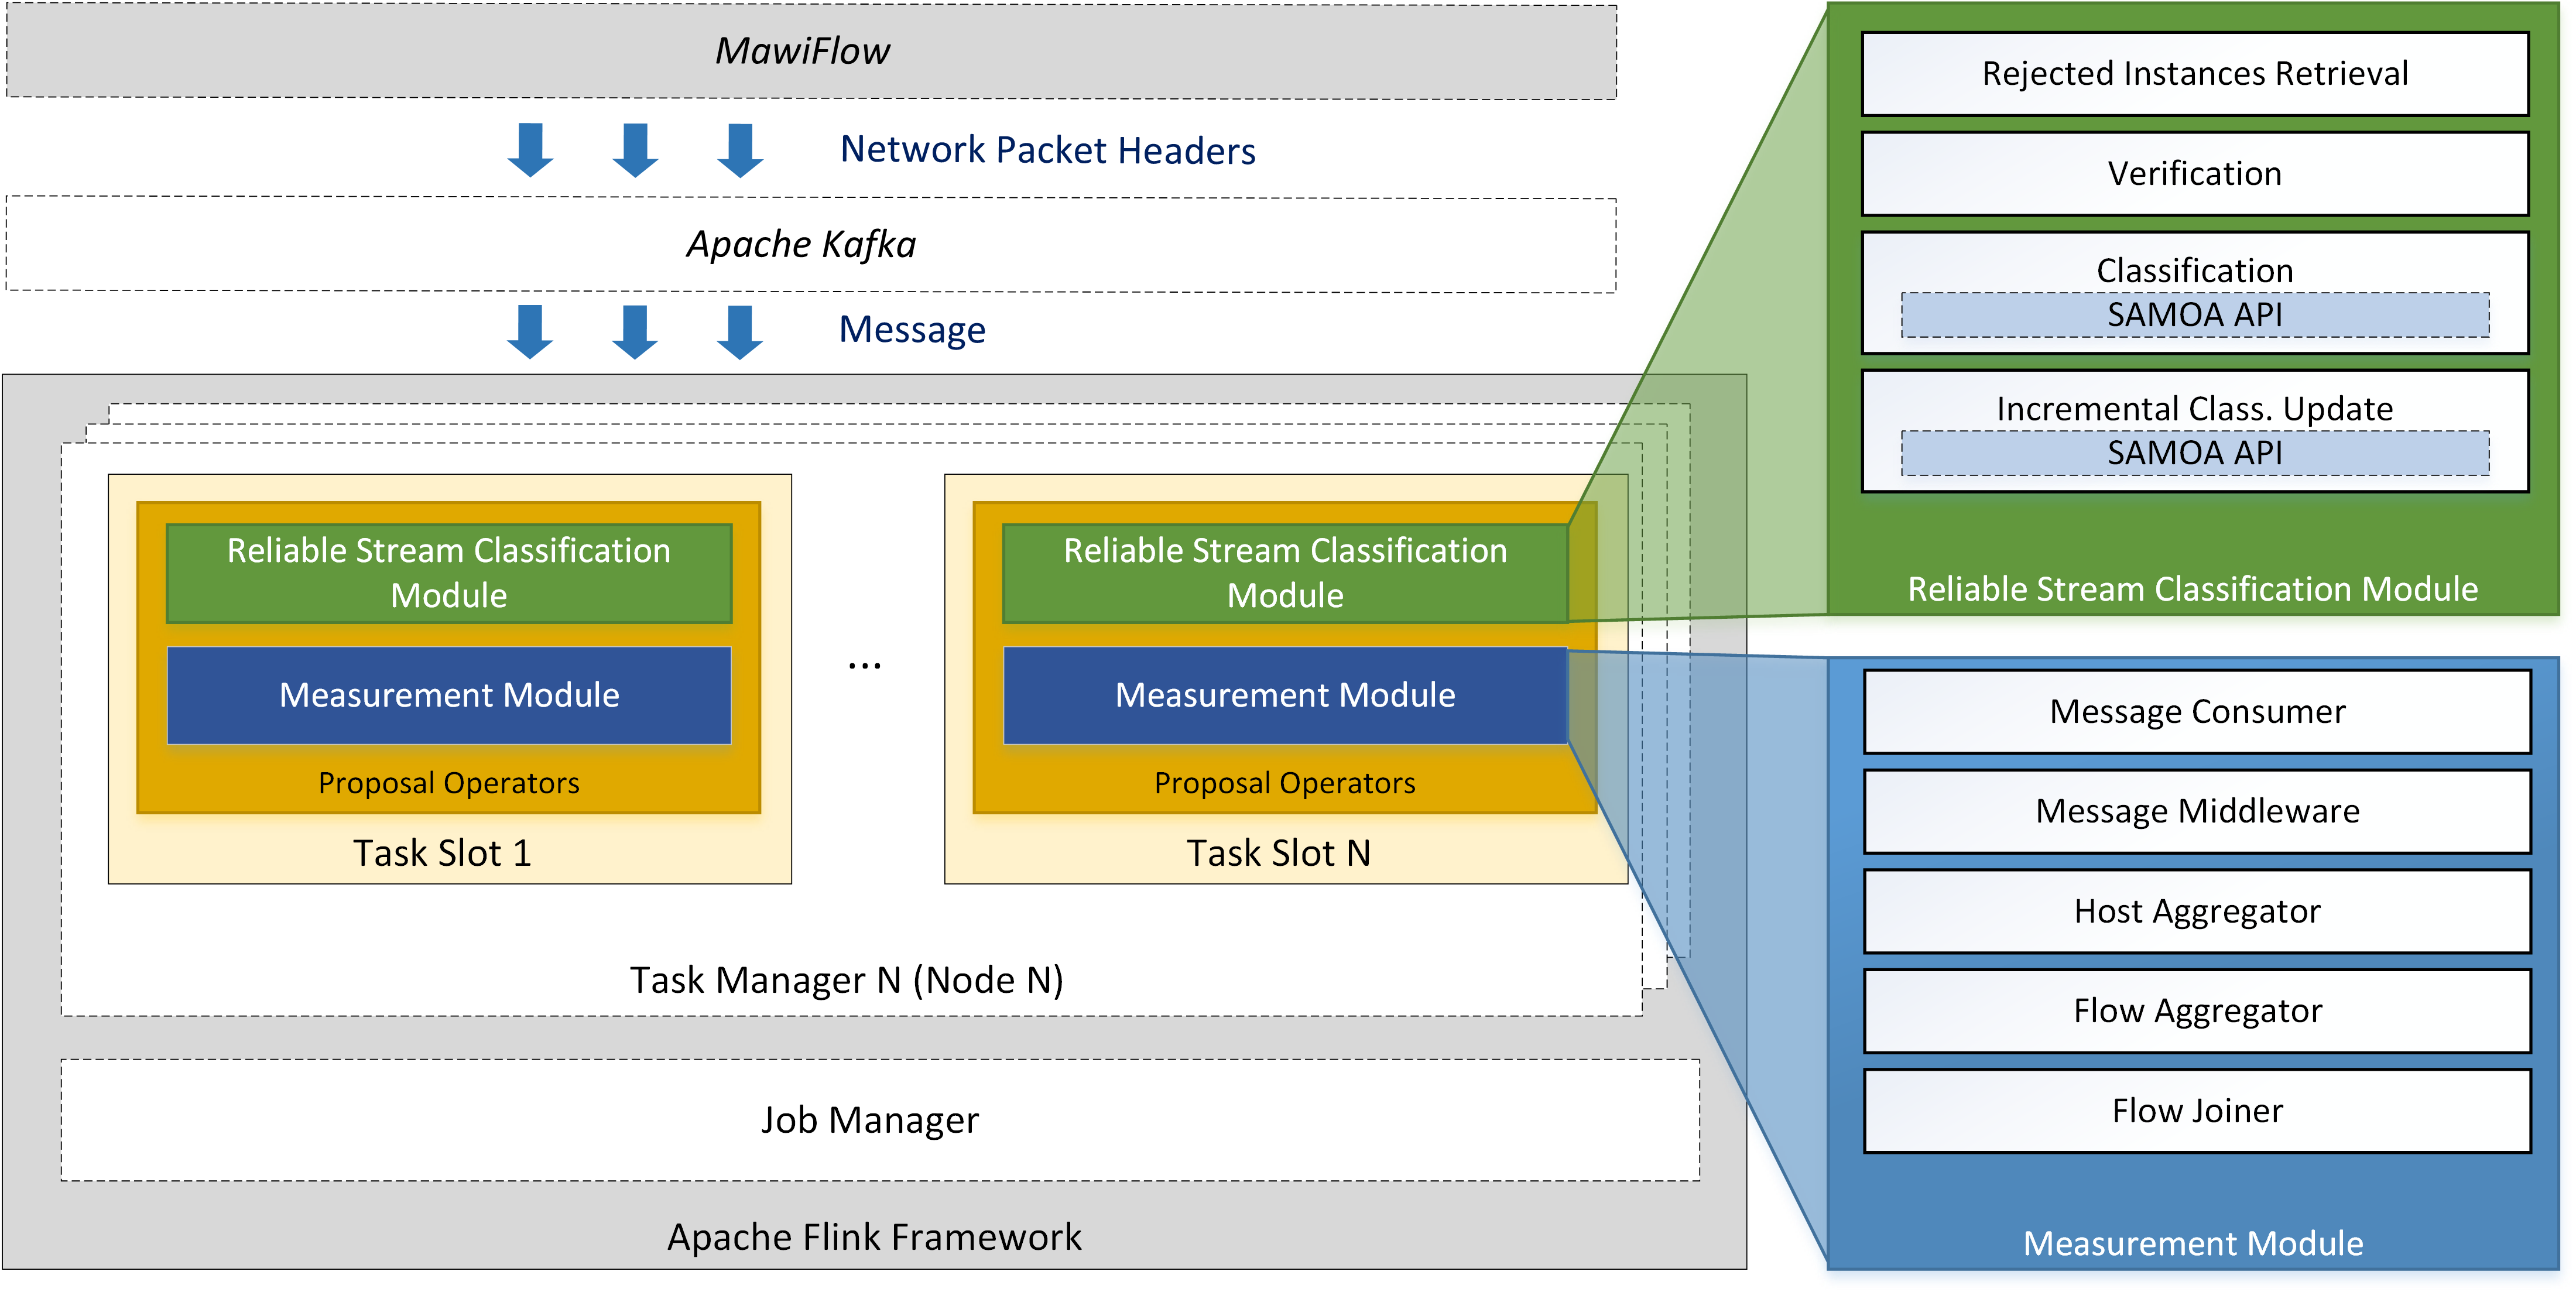 MawiFlow
Network Packet Headers
Apache Kafka
Message
Reliable Stream Classification
Module
Measurement Module
Proposal Operators
Task Slot 1
...
Reliable Stream Classification
Module
Measurement Module
Proposal Operators
Task Slot N
Task Manager N (Node N)
Job Manager
Apache Flink Framework
Rejected Instances Retrieval
Verification
Classification
SAMOA API
Incremental Class. Update
SAMOA API
Reliable Stream Classification Module
Message Consumer
Message Middleware
Host Aggregator
Flow Aggregator
Flow Joiner
Measurement Module